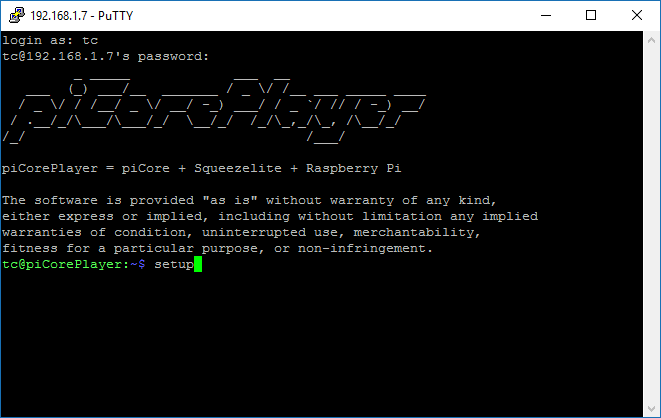 192.168.1.7 - PuTTY
login as: tc
tc@192.168.1.7's password:
piCorePlayer
piCorePlayer = piCore + Squeezelite + Raspberry Pi
The software is provided "as is" without warranty of any kind,
either express or implied, including without limitation any implied
warranties of condition, uninterrupted use, merchantability,
fitness for a particular purpose, or non-infringement.
tc@piCorePlayer:~$ setup